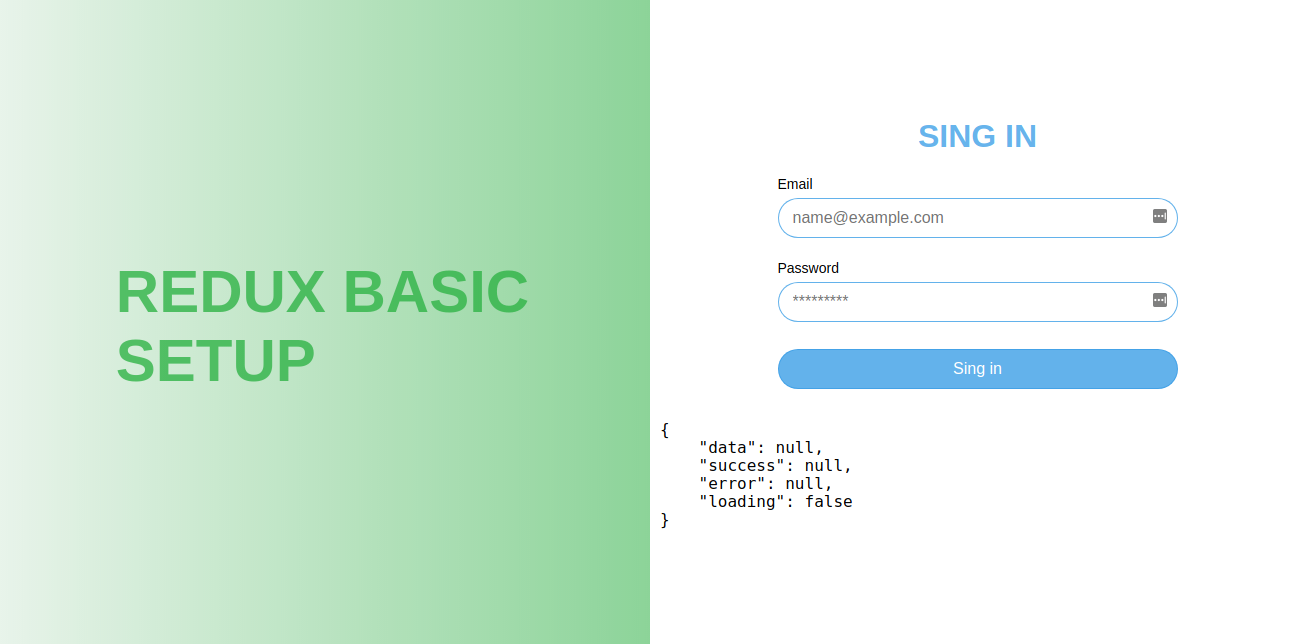 REDUX BASIC
SETUP
SING IN
Email
name@example.com
Password
*********
Sing in
{
    "data": null,
    "success": null,
    "error": null,
    "loading": false
}